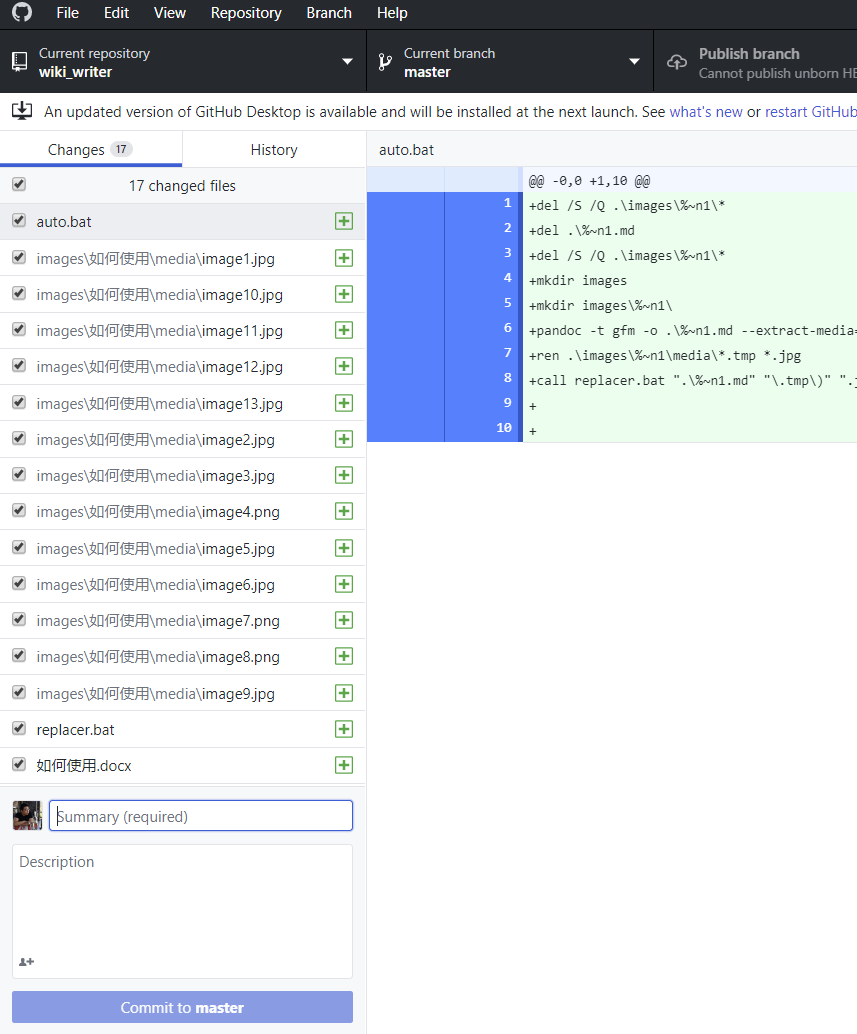 File Edit View Repository Branch Help
Current repository
wiki_writer
Current branch
master
Publish branch
Cannot publish unborn HE
An updated version of GitHub Desktop is available and will be installed at the next launch. See what's new or restart GitHub
Changes 17
History
auto.bat
17 changed files
auto.bat
images\如何使用\media\image1.jpg
images\如何使用\media\image10.jpg
images\如何使用\media\image11.jpg
images\如何使用\media\image12.jpg
images\如何使用\media\image13.jpg
images\如何使用\media\image2.jpg
images\如何使用\media\image3.jpg
images\如何使用\media\image4.png
images\如何使用\media\image5.jpg
images\如何使用\media\image6.jpg
images\如何使用\media\image7.png
images\如何使用\media\image8.png
images\如何使用\media\image9.jpg
replacer.bat
如何使用.docx
Summary (required)
Description
Commit to master
@@ -0,0 +1,10 @@
1 +del /S /Q .\images\%~n1\*
2 +del .\%~n1.md
3 +del /S /Q .\images\%~n1\*
4 +mkdir images
5 +mkdir images\%~n1\
6 +pandoc -t gfm -o .\%~n1.md --extract-media=
7 +ren .\images\%~n1\media\*.tmp *.jpg
8 +call replacer.bat ".\%~n1.md" "\.tmp\)" ".j
9 +
10 +